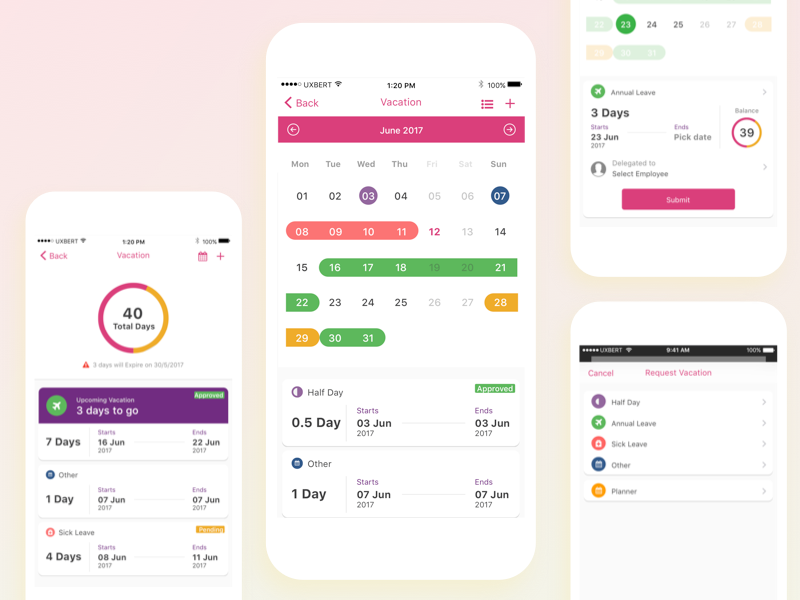 UXBERT 1:20 PM 100%
Back Vacation
40
Total Days
3 days will Expire on 30/5/2017
Upcoming Vacation Approved
3 days to go
7 Days
Starts Ends
16 Jun 22 Jun
2017 2017
Other
1 Day
Starts Ends
07 Jun 07 Jun
2017 2017
Sick Leave Pending
4 Days
Starts Ends
08 Jun 11 Jun
2017 2017
UXBERT 1:20 PM 100%
Back Vacation
June 2017
Mon Tue Wed Thu Fri Sat Sun
01 02 03 04 05 06 07
08 09 10 11 12 13 14
15 16 17 18 19 20 21
22 23 24 25 26 27 28
29 30 31
Half Day Approved
0.5 Day
Starts Ends
03 Jun 03 Jun
2017 2017
Other
1 Day
Starts Ends
07 Jun 07 Jun
2017 2017
22 23 24 25 26 27 28
29 30 31
Annual Leave
3 Days
Starts Ends
23 Jun Pick date
2017
Balance
39
Delegated to
Select Employee
Submit
UXBERT 9:41 AM 100%
Cancel Request Vacation
Half Day
Annual Leave
Sick Leave
Other
Planner